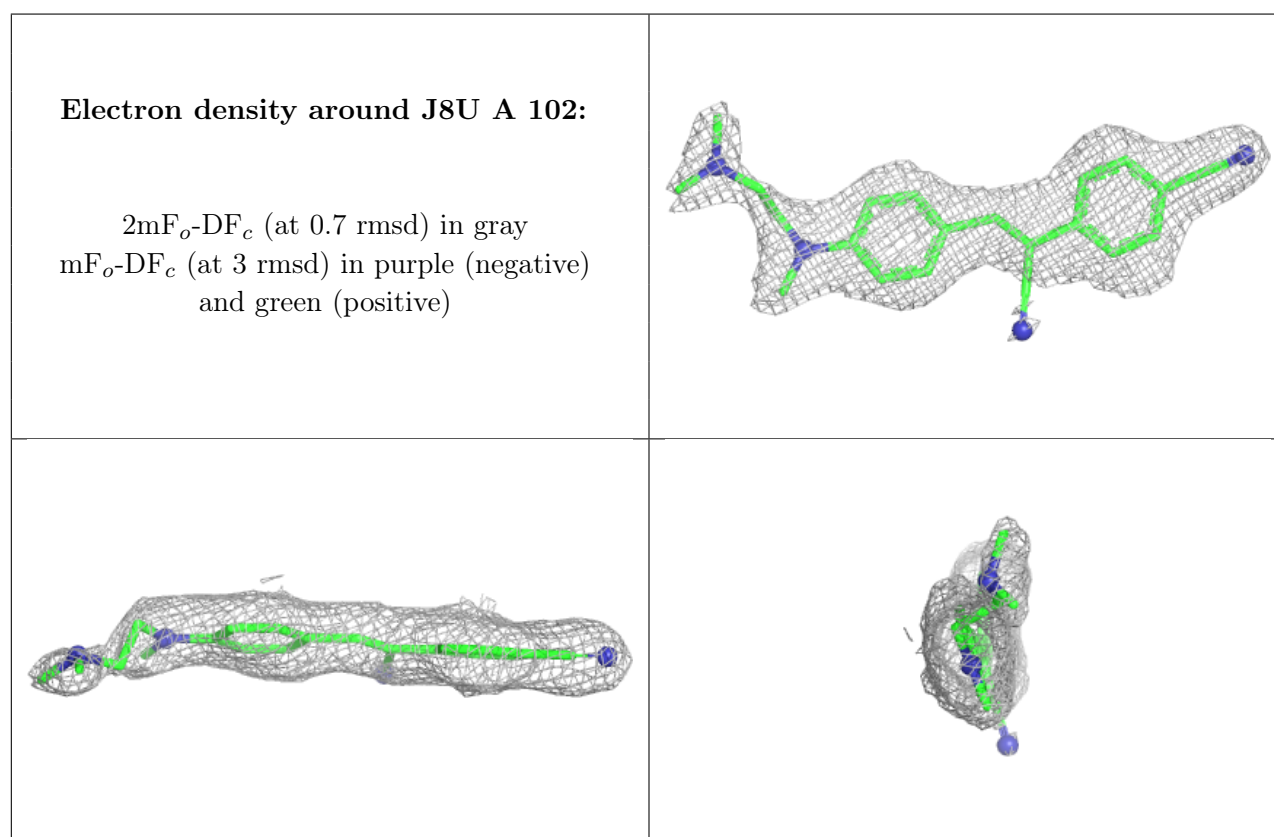 Electron density around J8U A 102:
2mFo-DFc (at 0.7 rmsd) in gray
mFo-DFc (at 3 rmsd) in purple (negative)
and green (positive)